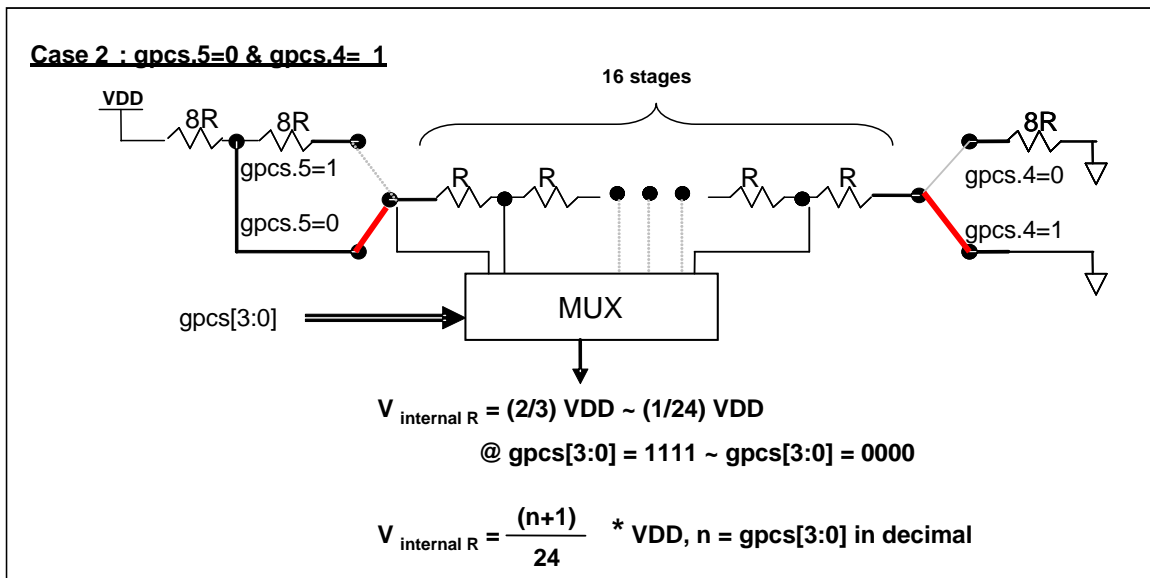 Case 2 : gpcs.5=0 & gpcs.4= 1
16 stages
VDD
8R
8R
8R
gpcs.5=1
R
R
R
R
gpcs.4=0
gpcs.5=0
gpcs.4=1
MUX
gpcs[3:0]
V internal R = (2/3) VDD ~ (1/24) VDD
@ gpcs[3:0] = 1111 ~ gpcs[3:0] = 0000
V internal R = (n+1) / 24 * VDD, n = gpcs[3:0] in decimal